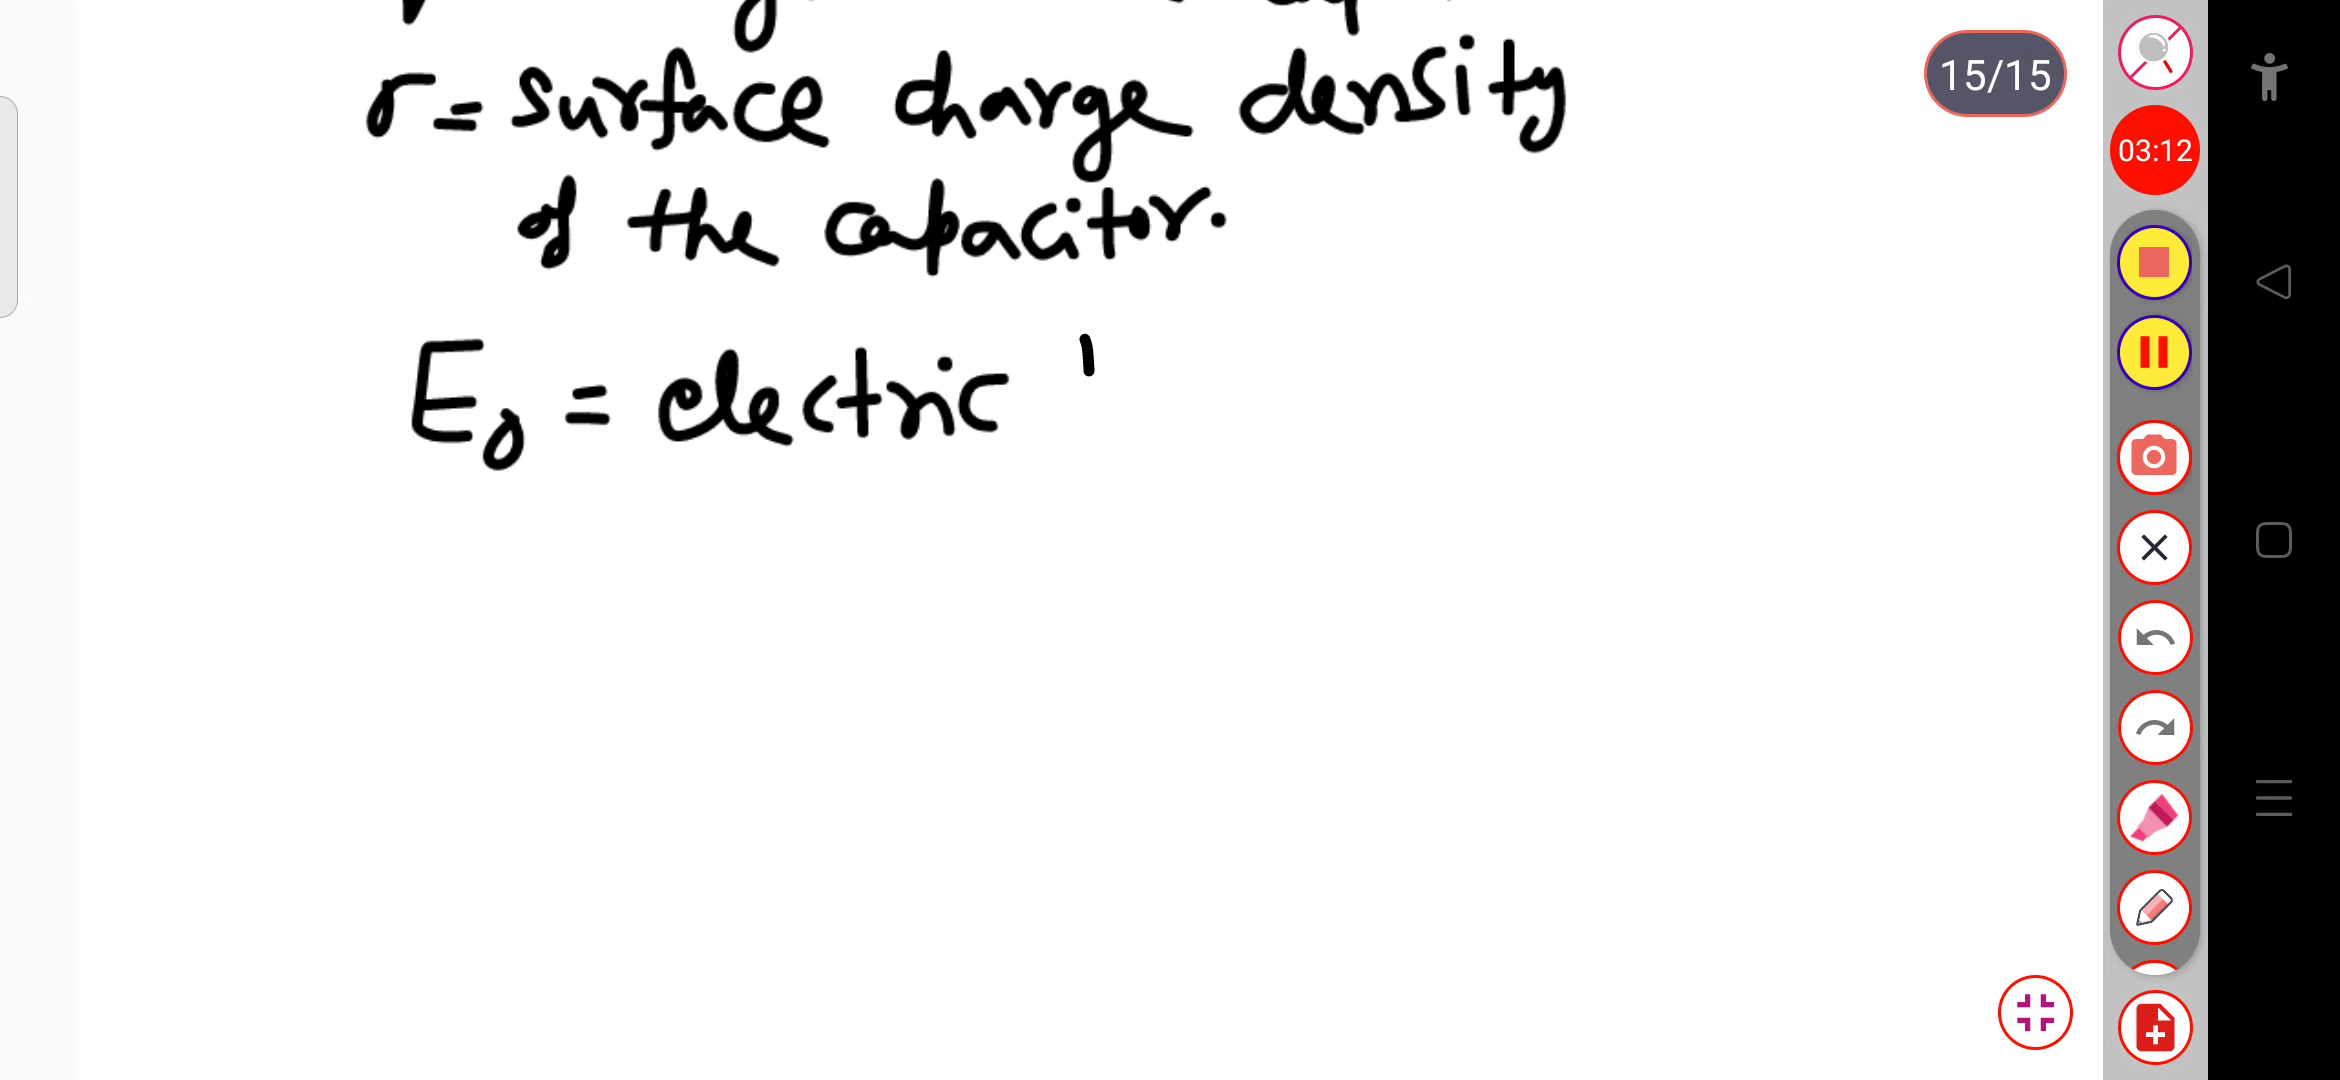 σ = surface charge density
of the capacitor.
E₀ = electric
15/15
03:12